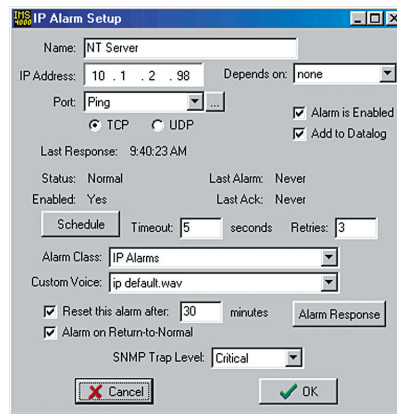 IMS 4000 IP Alarm Setup
Name: NT Server
IP Address: 10 . 1 . 2 . 98 Depends on: none
Port: Ping ...
TCP UDP
Alarm is Enabled
Add to Datalog
Last Response: 9:40:23 AM
Status: Normal Last Alarm: Never
Enabled: Yes Last Ack: Never
Schedule Timeout: 5 seconds Retries: 3
Alarm Class: IP Alarms
Custom Voice: ip default.wav
Reset this alarm after: 30 minutes Alarm Response
Alarm on Return-to-Normal
SNMP Trap Level: Critical
Cancel OK